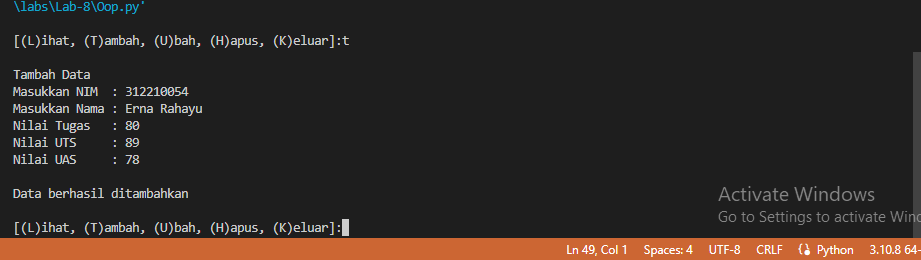 \labs\Lab-8\Oop.py'
[(L)ihat, (T)ambah, (U)bah, (H)apus, (K)eluar]:t
Tambah Data
Masukkan NIM  : 312210054
Masukkan Nama : Erna Rahayu
Nilai Tugas   : 80
Nilai UTS     : 89
Nilai UAS     : 78
Data berhasil ditambahkan
[(L)ihat, (T)ambah, (U)bah, (H)apus, (K)eluar]:
Activate Windows
Go to Settings to activate Win
Ln 49, Col 1 Spaces: 4 UTF-8 CRLF Python 3.10.8 64-